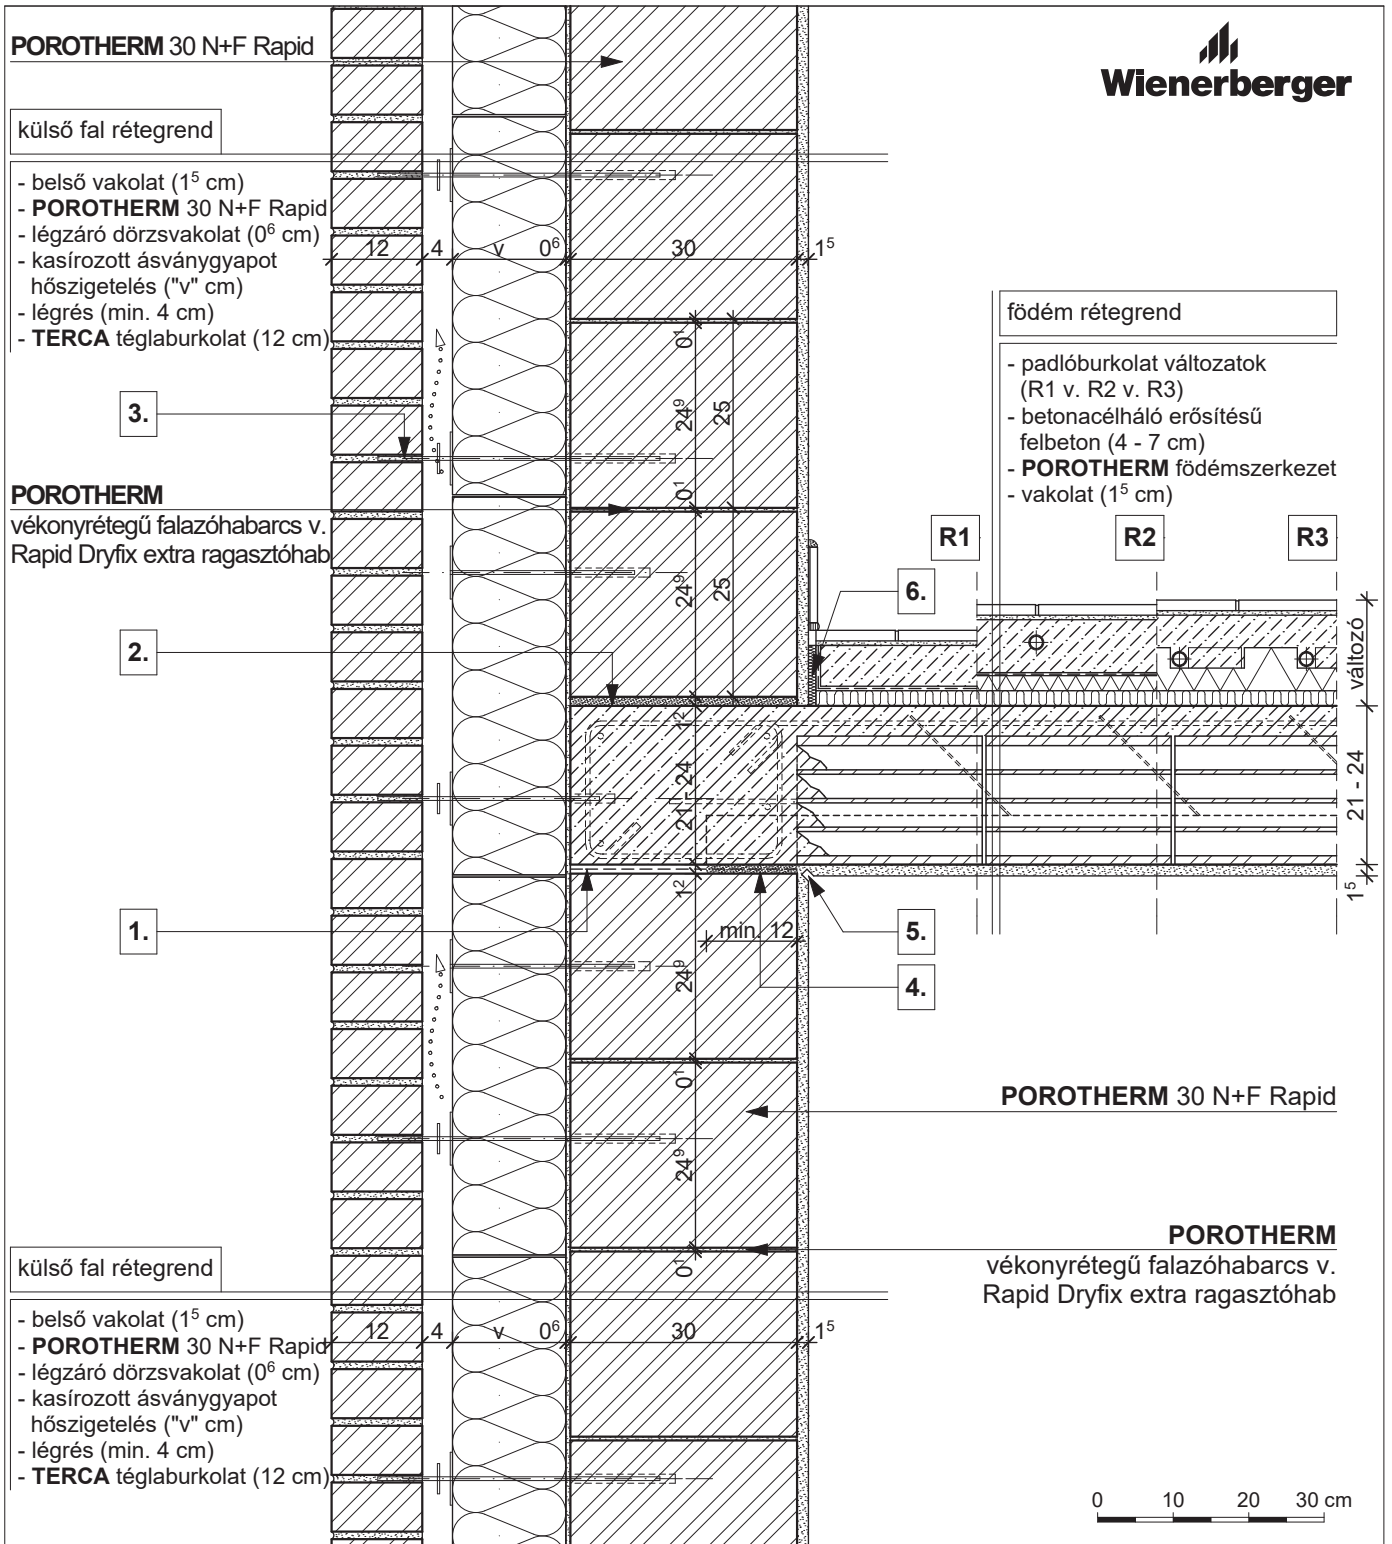 POROTHERM 30 N+F Rapid
Wienerberger
külső fal rétegrend
- belső vakolat (1⁵ cm)
- POROTHERM 30 N+F Rapid
- légzáró dörzsvakolat (0⁶ cm)
- kasírozott ásványgyapot
hőszigetelés ("v" cm)
- légrés (min. 4 cm)
- TERCA téglaburkolat (12 cm)
12 4 v 0⁶ 30 1⁵
födém rétegrend
- padlóburkolat változatok
(R1 v. R2 v. R3)
- betonacélháló erősítésű
felbeton (4 - 7 cm)
- POROTHERM födémszerkezet
- vakolat (1⁵ cm)
0¹
24⁹
25
3.
0¹
POROTHERM
vékonyrétegű falazóhabarcs v.
Rapid Dryfix extra ragasztóhab
R1 R2 R3
24⁹
25
6.
2.
változó
1²
21 - 24
21 - 24
1²
1⁵
1.
min. 12
5.
24⁹
4.
0¹
POROTHERM 30 N+F Rapid
24⁹
POROTHERM
vékonyrétegű falazóhabarcs v.
Rapid Dryfix extra ragasztóhab
0¹
külső fal rétegrend
- belső vakolat (1⁵ cm)
- POROTHERM 30 N+F Rapid
- légzáró dörzsvakolat (0⁶ cm)
- kasírozott ásványgyapot
hőszigetelés ("v" cm)
- légrés (min. 4 cm)
- TERCA téglaburkolat (12 cm)
12 4 v 0⁶ 30 1⁵
0 10 20 30 cm